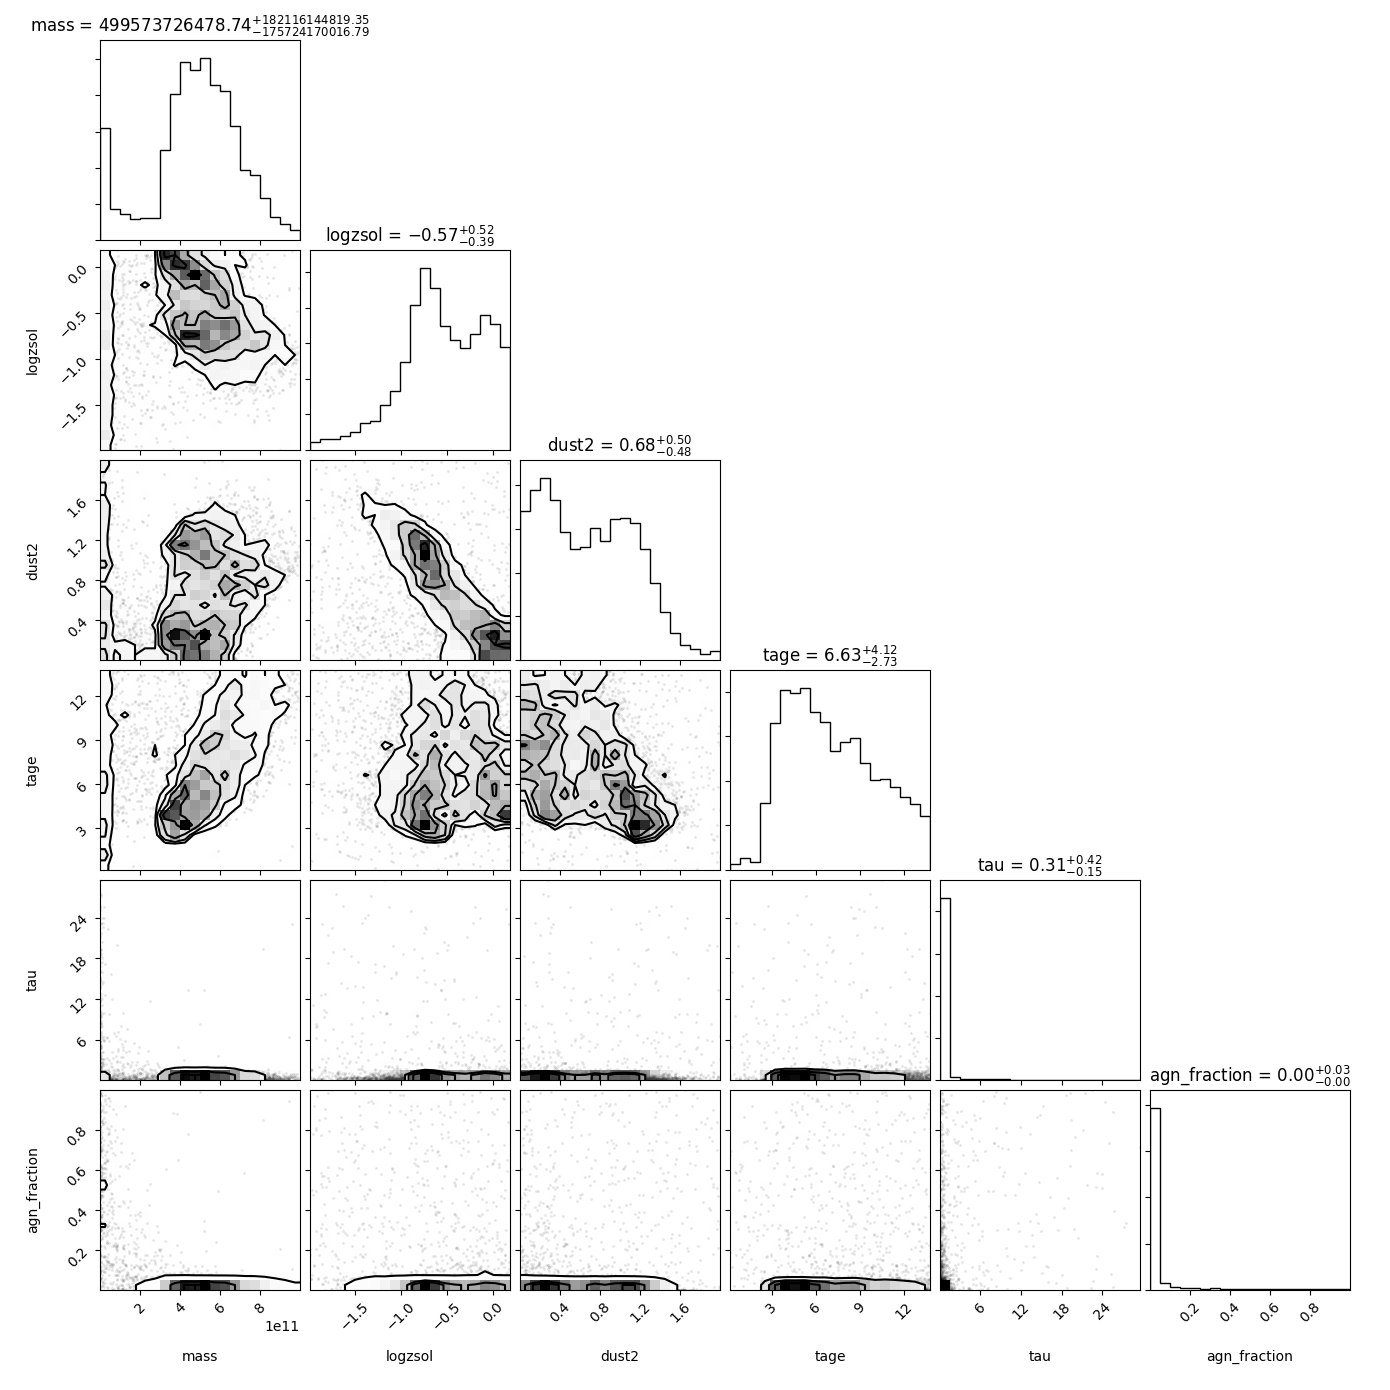 mass = 499573726478.74+182116144819.35−175724170016.79
logzsol = −0.57+0.52−0.39
0.0
−0.5
−1.0
−1.5
logzsol
dust2 = 0.68+0.50−0.48
1.6
1.2
0.8
0.4
dust2
tage = 6.63+4.12−2.73
12
9
6
3
tage
tau = 0.31+0.42−0.15
24
18
12
6
tau
agn_fraction = 0.00+0.03−0.00
0.8
0.6
0.4
0.2
agn_fraction
2 4 6 8 −1.5 −1.0 −0.5 0.0 0.4 0.8 1.2 1.6 3 6 9 12 6 12 18 24 0.2 0.4 0.6 0.8
1e11
mass logzsol dust2 tage tau agn_fraction